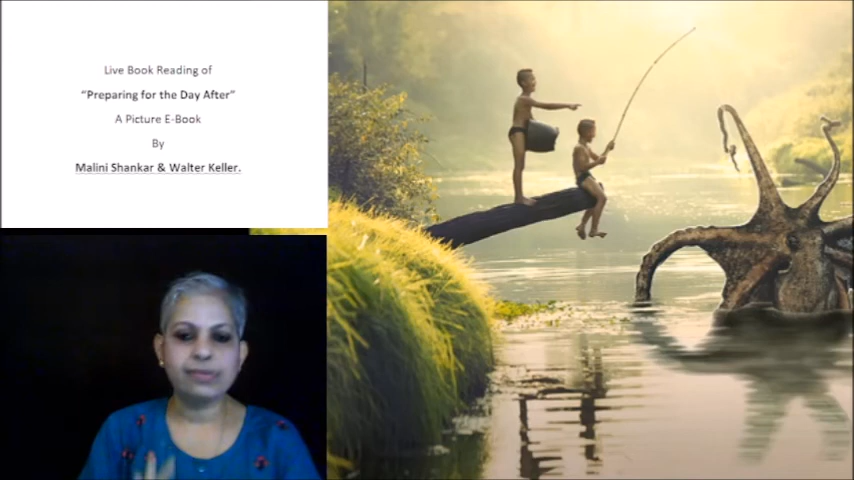 Live Book Reading of
“Preparing for the Day After”
A Picture E-Book
By
Malini Shankar & Walter Keller.